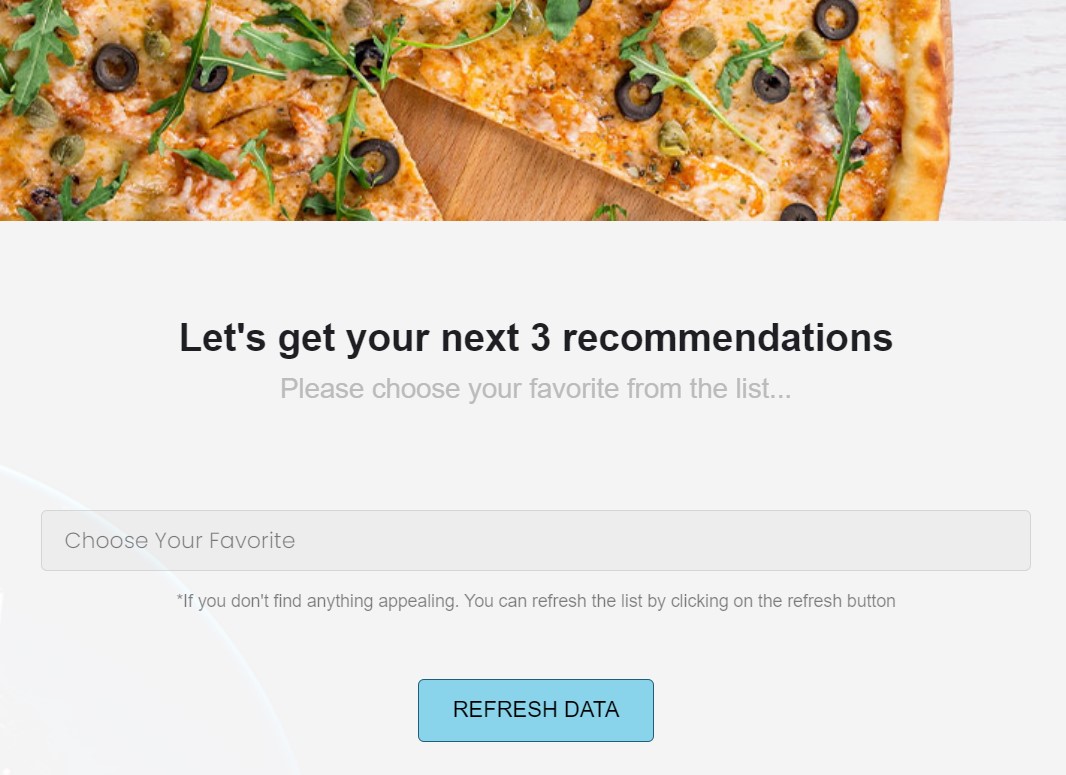 Let's get your next 3 recommendations
Please choose your favorite from the list...
Choose Your Favorite
*If you don't find anything appealing. You can refresh the list by clicking on the refresh button
REFRESH DATA